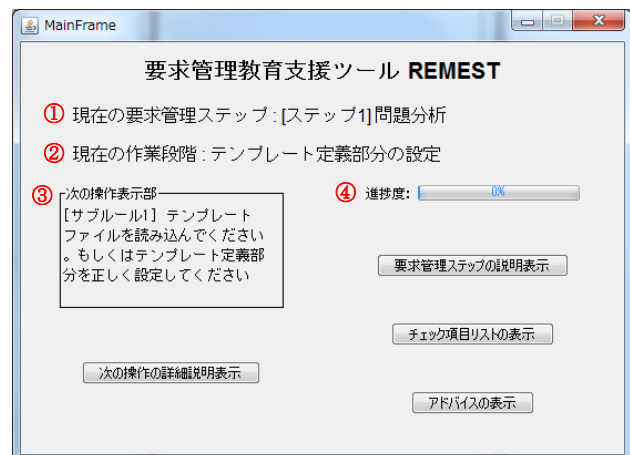 MainFrame
要求管理教育支援ツール REMEST
① 現在の要求管理ステップ : [ステップ1] 問題分析
② 現在の作業段階 : テンプレート定義部分の設定
③ 次の操作表示部
[サブルール1] テンプレート
ファイルを読み込んでください
。もしくはテンプレート定義部
分を正しく設定してください
④ 進捗度: 0%
要求管理ステップの説明表示
チェック項目リストの表示
次の操作の詳細説明表示
アドバイスの表示